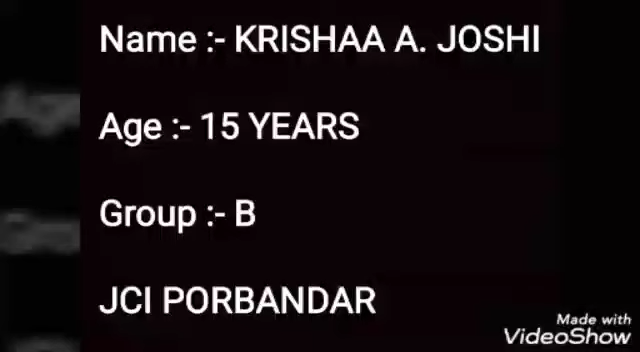 Name :- KRISHAA A. JOSHI
Age :- 15 YEARS
Group :- B
JCI PORBANDAR
Made with
VideoShow